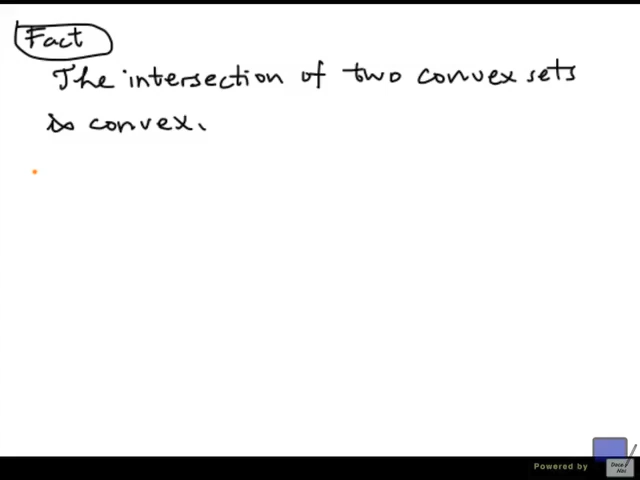 Fact
The intersection of two convex sets
is convex.
Powered by